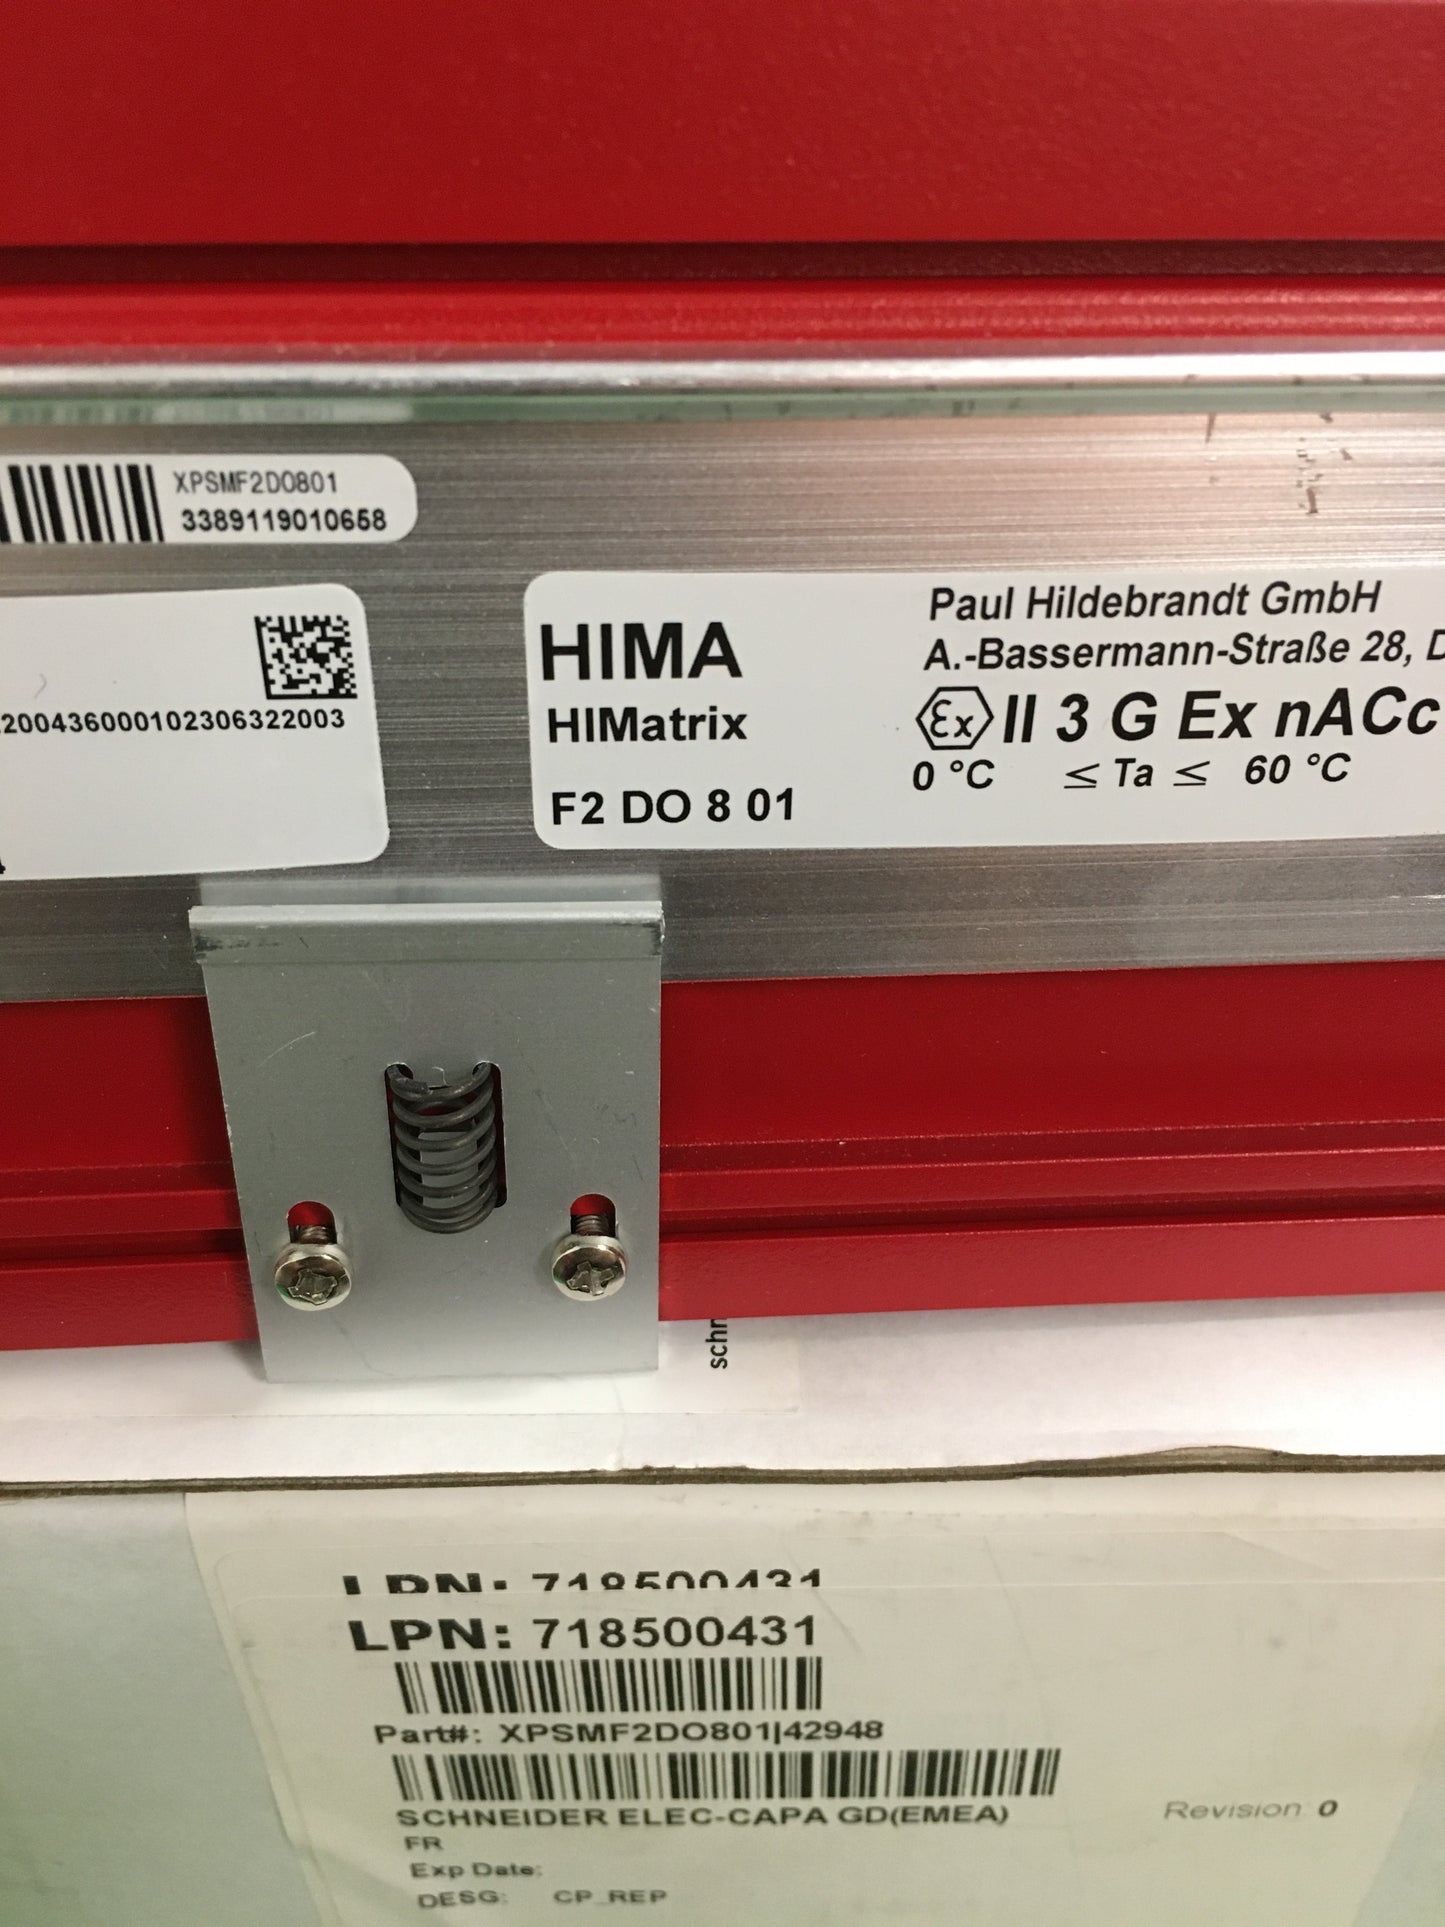 XPSMF2DO801
3389119010658
200436000102306322003
HIMA
HIMatrix
F2 DO 8 01
Paul Hildebrandt GmbH
A.-Bassermann-Straße 28, D
Ex II 3 G Ex nACc
0 °C ≤ Ta ≤ 60 °C
schn
LPN: 718500431
LPN: 718500431
Part#: XPSMF2DO801|42948
SCHNEIDER ELEC-CAPA GD(EMEA)
Revision 0
FR
Exp Date:
DESG: CP_REP